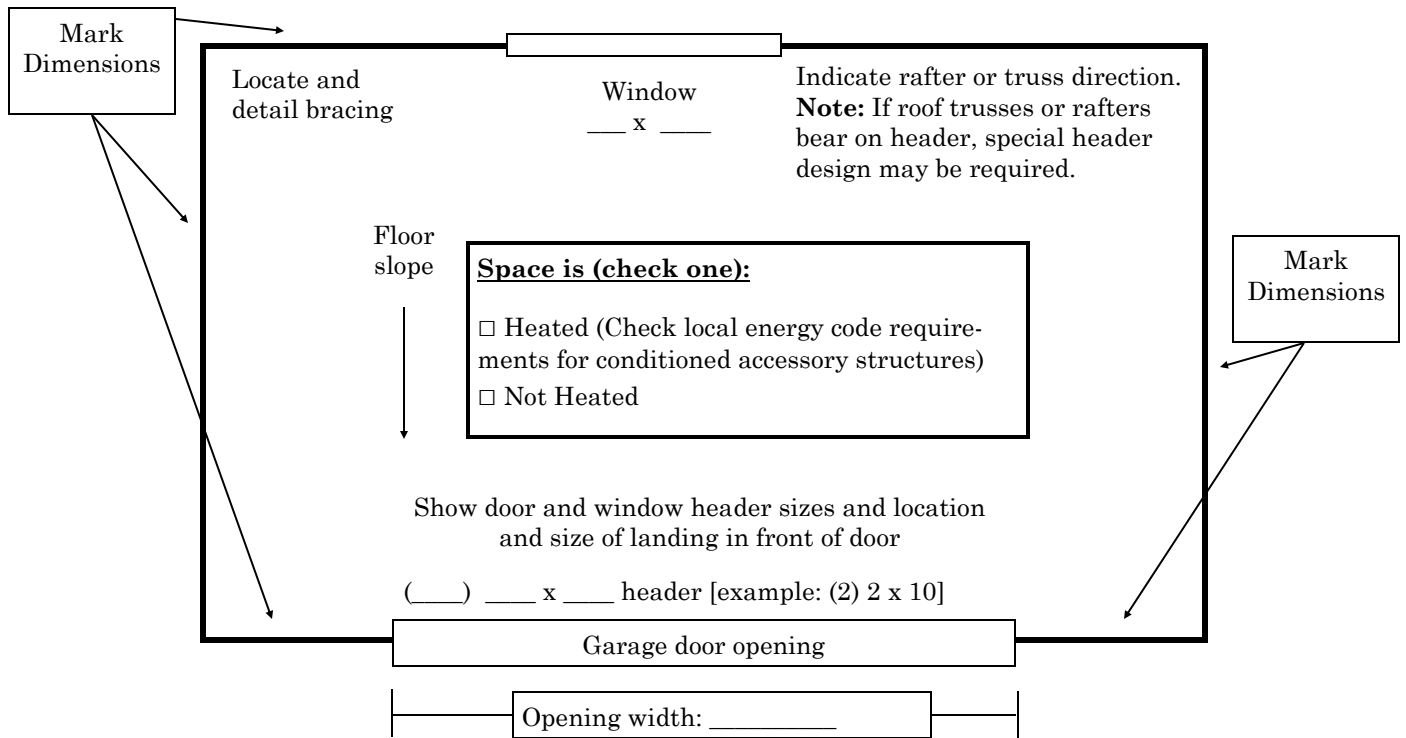 Mark
Dimensions
Locate and
detail bracing
Window
___ x ____
Indicate rafter or truss direction.
Note: If roof trusses or rafters
bear on header, special header
design may be required.
Floor
slope
Space is (check one):
☐ Heated (Check local energy code require-
ments for conditioned accessory structures)
☐ Not Heated
Mark
Dimensions
Show door and window header sizes and location
and size of landing in front of door
(____) ____ x ____ header [example: (2) 2 x 10]
Garage door opening
Opening width: __________